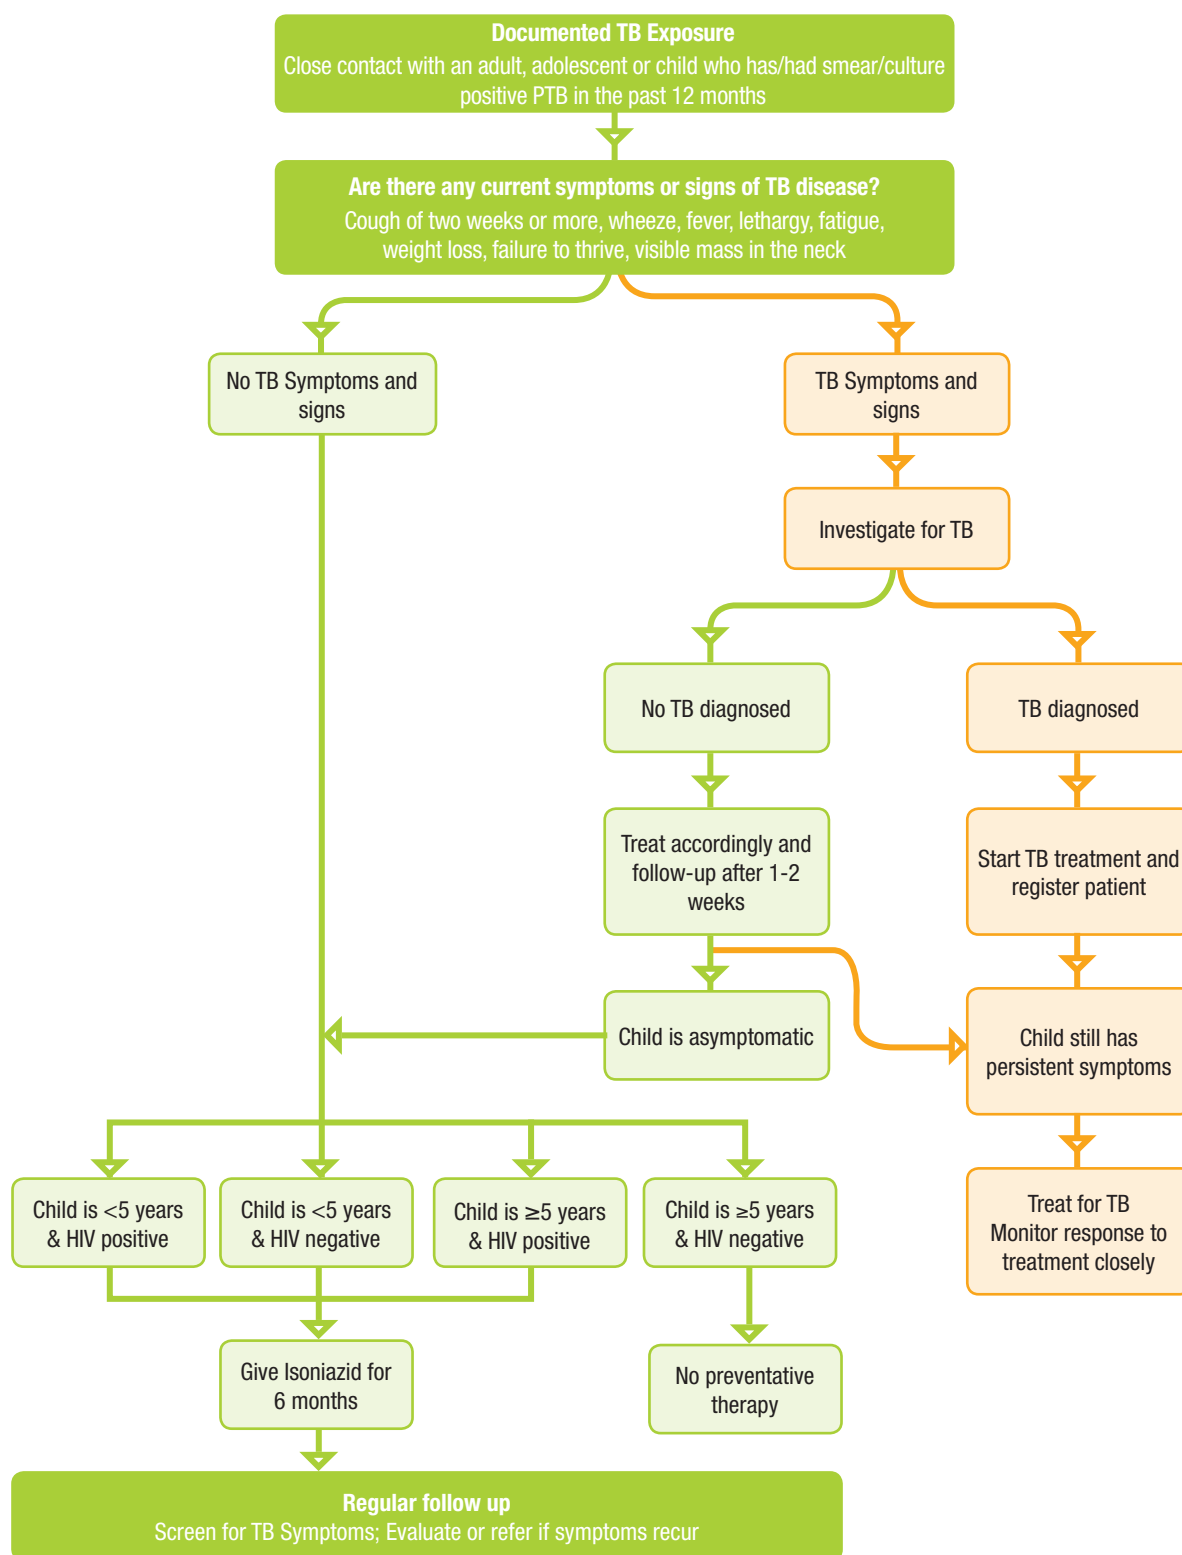 Documented TB Exposure
Close contact with an adult, adolescent or child who has/had smear/culture
positive PTB in the past 12 months
Are there any current symptoms or signs of TB disease?
Cough of two weeks or more, wheeze, fever, lethargy, fatigue,
weight loss, failure to thrive, visible mass in the neck
No TB Symptoms and
signs
TB Symptoms and
signs
Investigate for TB
No TB diagnosed
TB diagnosed
Treat accordingly and
follow-up after 1-2
weeks
Start TB treatment and
register patient
Child is asymptomatic
Child still has
persistent symptoms
Child is <5 years
& HIV positive
Child is <5 years
& HIV negative
Child is ≥5 years
& HIV positive
Child is ≥5 years
& HIV negative
Treat for TB
Monitor response to
treatment closely
Give Isoniazid for
6 months
No preventative
therapy
Regular follow up
Screen for TB Symptoms; Evaluate or refer if symptoms recur